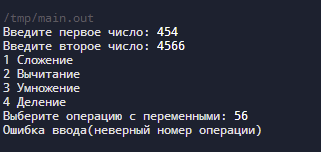 /tmp/main.out
Введите первое число: 454
Введите второе число: 4566
1 Сложение
2 Вычитание
3 Умножение
4 Деление
Выберите операцию с переменными: 56
Ошибка ввода(неверный номер операции)